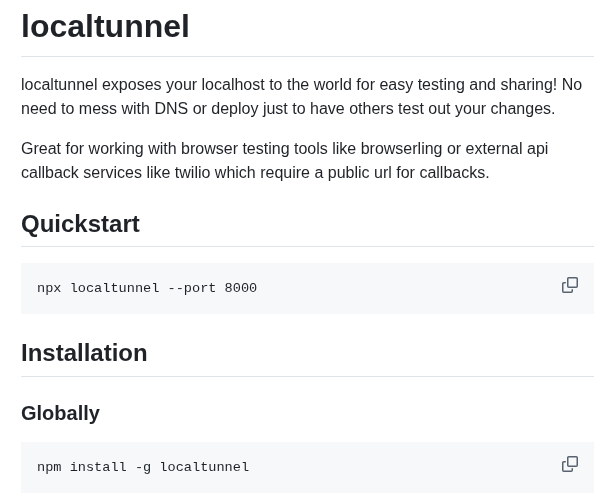 localtunnel
localtunnel exposes your localhost to the world for easy testing and sharing! No
need to mess with DNS or deploy just to have others test out your changes.
Great for working with browser testing tools like browserling or external api
callback services like twilio which require a public url for callbacks.
Quickstart
npx localtunnel --port 8000
Installation
Globally
npm install -g localtunnel